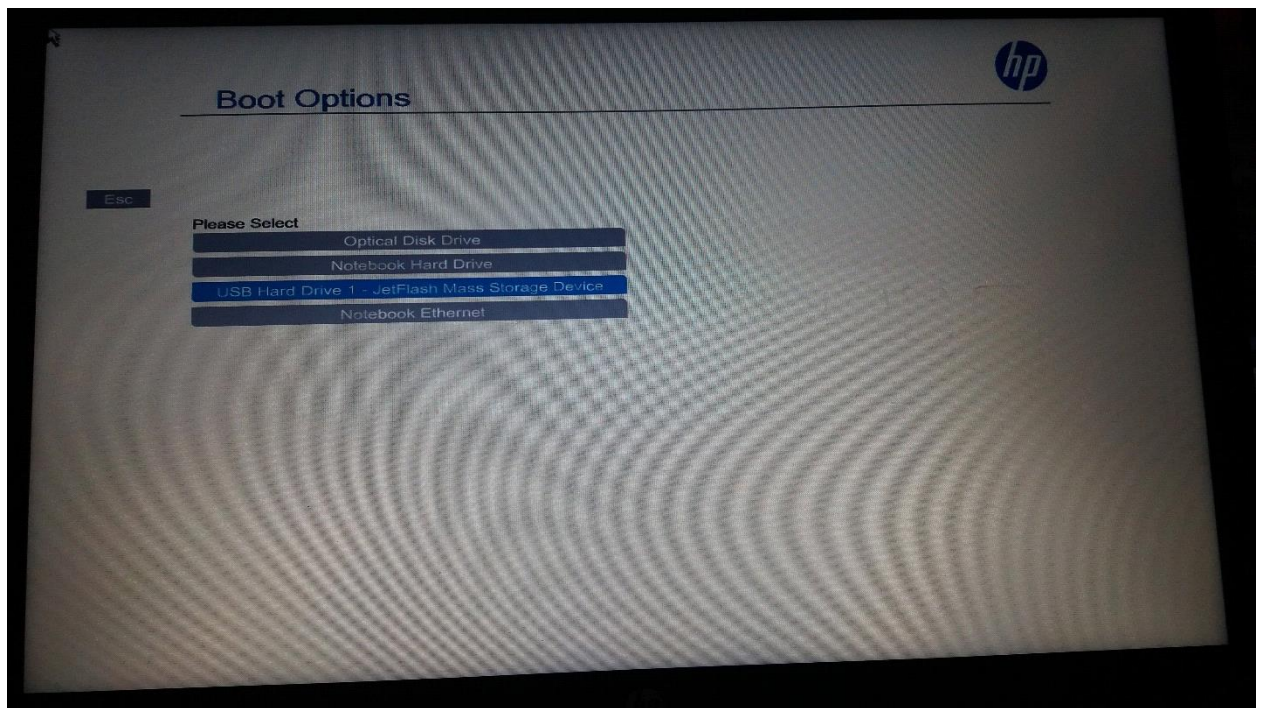 hp
Boot Options
Esc
Please Select
Optical Disk Drive
Notebook Hard Drive
USB Hard Drive 1 - JetFlash Mass Storage Device
Notebook Ethernet